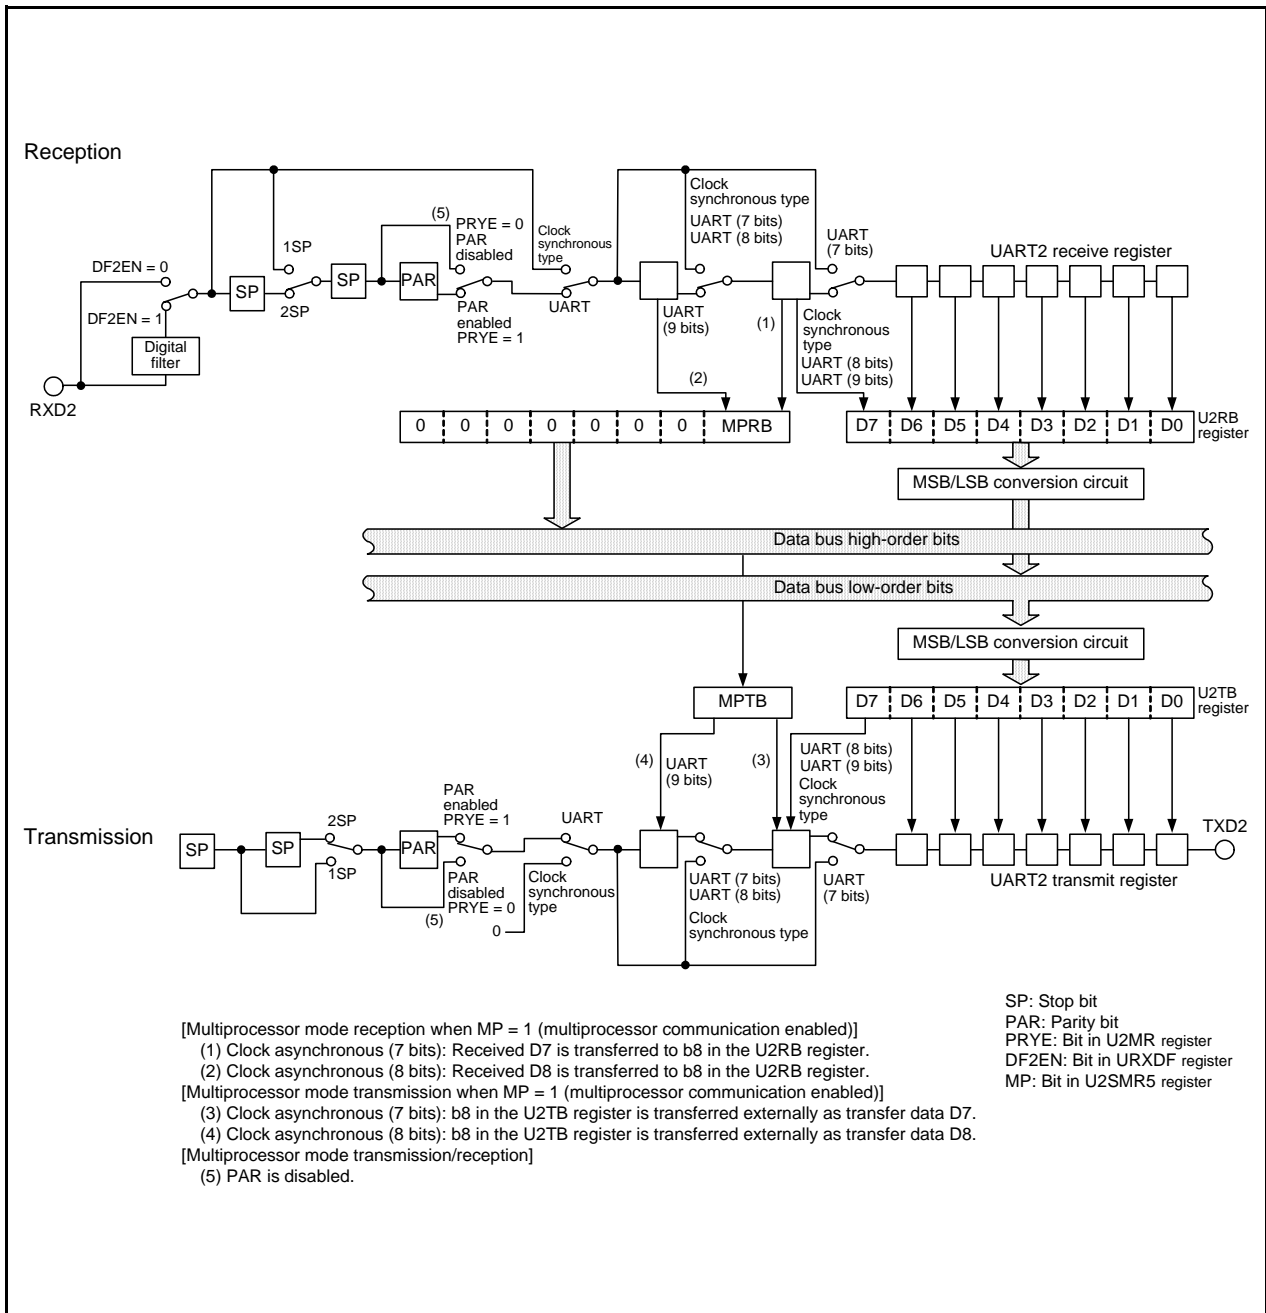 Reception
(5)
PRYE = 0
PAR
disabled
Clock
synchronous
type
Clock
synchronous type
UART (7 bits)
UART (8 bits)
UART
(7 bits)
UART2 receive register
1SP
DF2EN = 0
SP
2SP
SP
PAR
DF2EN = 1
Digital
filter
PAR
enabled
PRYE = 1
UART
UART
(9 bits)
(1)
Clock
synchronous
type
UART (8 bits)
UART (9 bits)
(2)
RXD2
0 0 0 0 0 0 0 MPRB
D7 D6 D5 D4 D3 D2 D1 D0
U2RB
register
MSB/LSB conversion circuit
Data bus high-order bits
Data bus low-order bits
MSB/LSB conversion circuit
MPTB
D7 D6 D5 D4 D3 D2 D1 D0
U2TB
register
(4)
UART
(9 bits)
(3)
UART (8 bits)
UART (9 bits)
Clock
synchronous
type
Transmission
SP
SP
2SP
1SP
PAR
PAR
enabled
PRYE = 1
UART
PAR
disabled
PRYE = 0
(5)
0
Clock
synchronous
type
UART (7 bits)
UART (8 bits)
Clock
synchronous type
UART
(7 bits)
TXD2
UART2 transmit register
SP: Stop bit
PAR: Parity bit
PRYE: Bit in U2MR register
DF2EN: Bit in URXDF register
MP: Bit in U2SMR5 register
[Multiprocessor mode reception when MP = 1 (multiprocessor communication enabled)]
(1) Clock asynchronous (7 bits): Received D7 is transferred to b8 in the U2RB register.
(2) Clock asynchronous (8 bits): Received D8 is transferred to b8 in the U2RB register.
[Multiprocessor mode transmission when MP = 1 (multiprocessor communication enabled)]
(3) Clock asynchronous (7 bits): b8 in the U2TB register is transferred externally as transfer data D7.
(4) Clock asynchronous (8 bits): b8 in the U2TB register is transferred externally as transfer data D8.
[Multiprocessor mode transmission/reception]
(5) PAR is disabled.